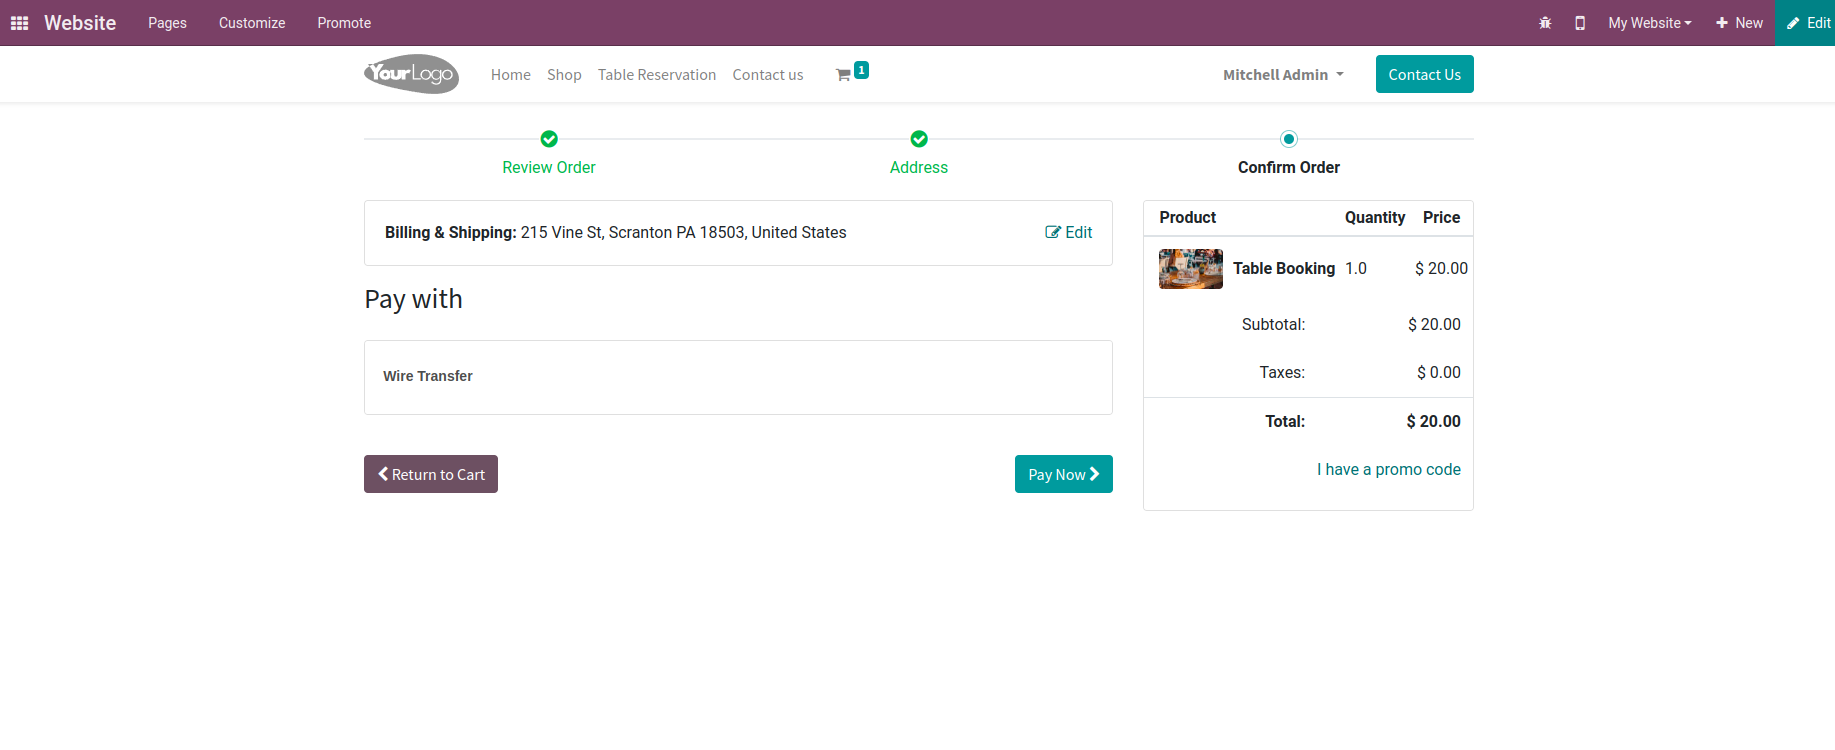 Website Pages Customize Promote My Website New Edit
YourLogo Home Shop Table Reservation Contact us 1 Mitchell Admin Contact Us
Review Order Address Confirm Order
Billing & Shipping: 215 Vine St, Scranton PA 18503, United States Edit
Pay with
Wire Transfer
Return to Cart Pay Now
Product Quantity Price
Table Booking 1.0 $ 20.00
Subtotal: $ 20.00
Taxes: $ 0.00
Total: $ 20.00
I have a promo code